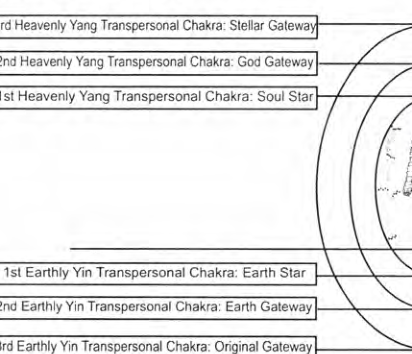 rd Heavenly Yang Transpersonal Chakra: Stellar Gateway
2nd Heavenly Yang Transpersonal Chakra: God Gateway
1st Heavenly Yang Transpersonal Chakra: Soul Star
1st Earthly Yin Transpersonal Chakra: Earth Star
2nd Earthly Yin Transpersonal Chakra: Earth Gateway
3rd Earthly Yin Transpersonal Chakra: Original Gateway